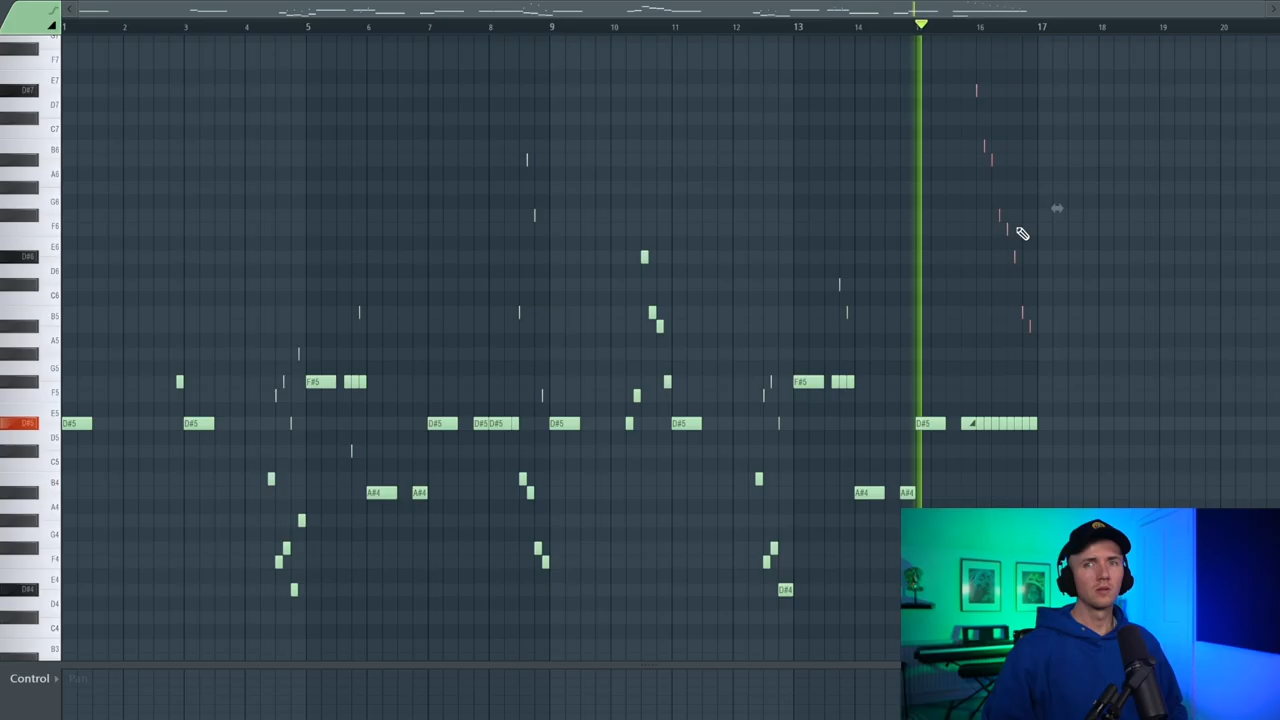 1 2 3 4 5 6 7 8 9 10 11 12 13 14 16 17 18 19 20
F7
E7
D#7
D7
C7
B6
A6
G6
F6
E6
D#6
D6
C6
B5
A5
G5
F#5 F#5
F5
E5
D#5 D#5 D#5 D#5 D#5 D#5 D#5 D#5 D#5 D#5
D5
C5
B4
A#4 A#4 A#4 A#4
A4
G4
F4
E4
D#4 D#4
D4
C4
B3
Control Pan